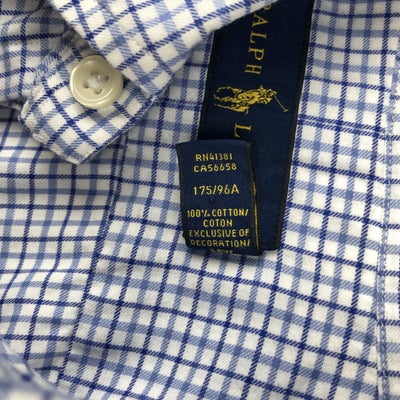 RALPH L
RN41381
CA56658
175/96A
100% COTTON/
COTON
EXCLUSIVE OF
DECORATION/